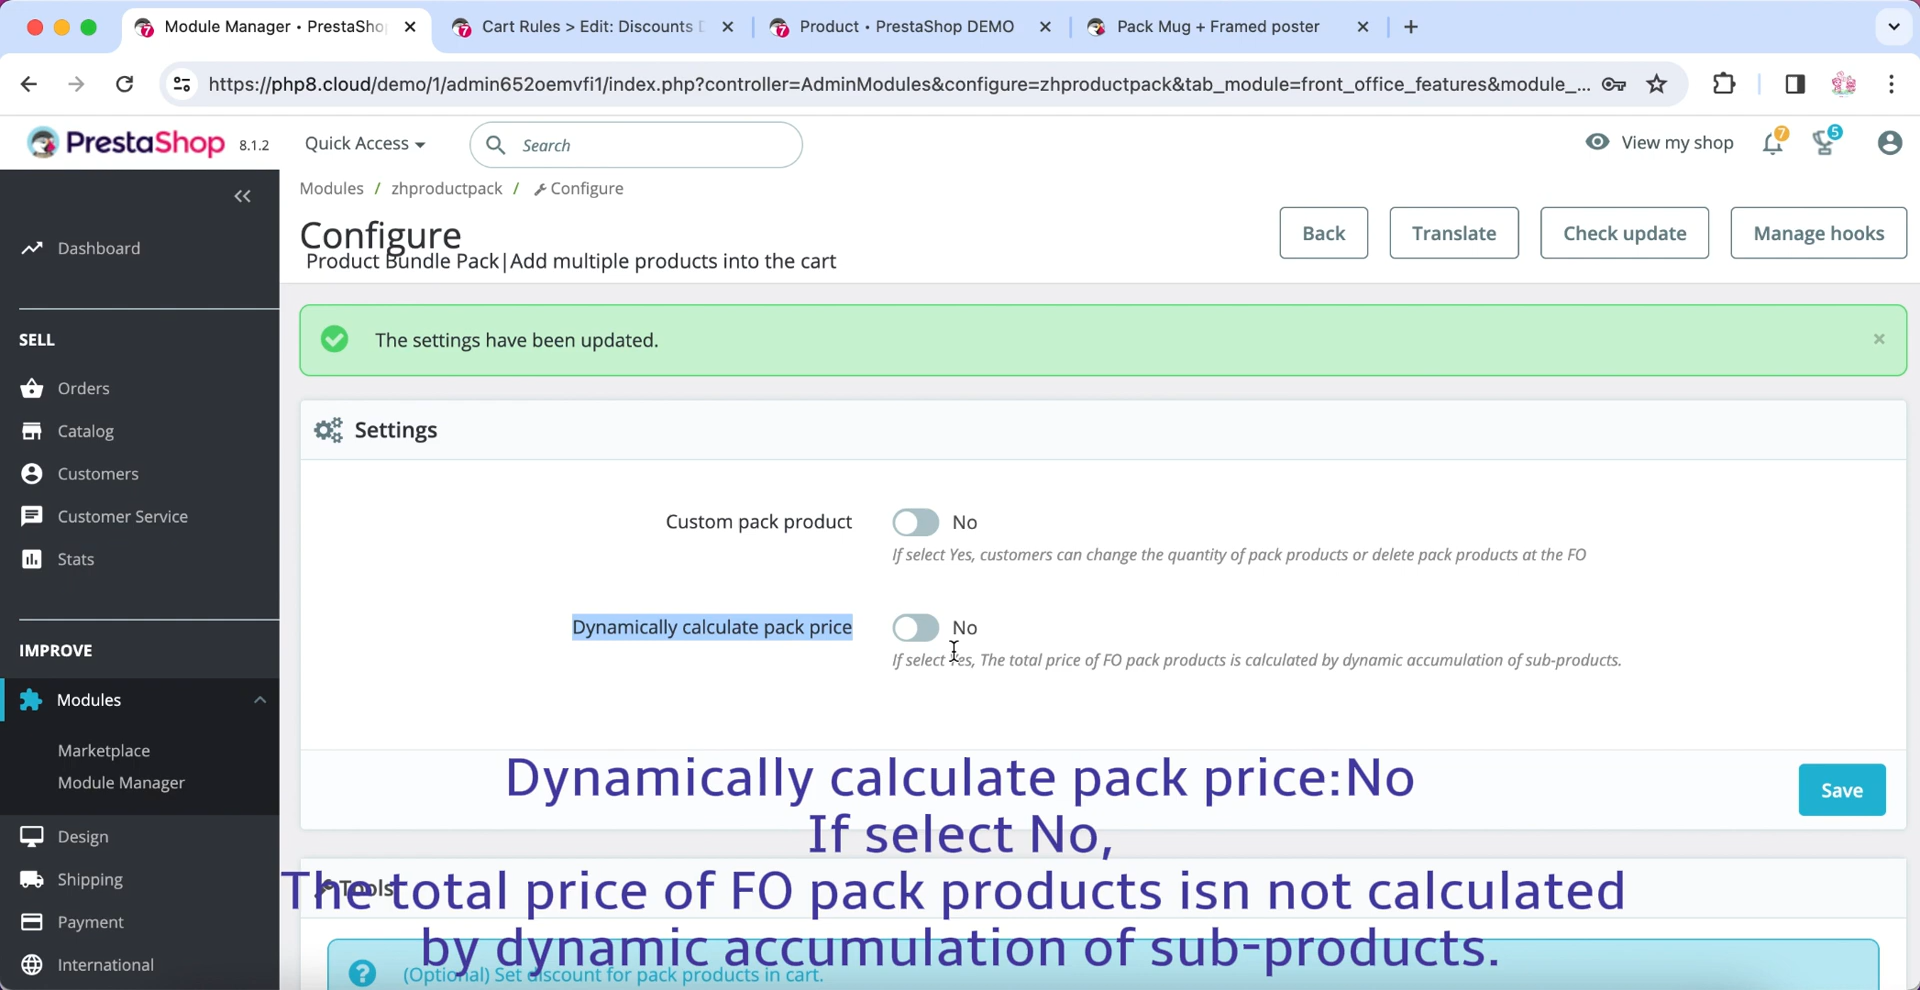 Module Manager • PrestaSho
Cart Rules > Edit: Discounts D
Product • PrestaShop DEMO
Pack Mug + Framed poster
https://php8.cloud/demo/1/admin652oemvfi1/index.php?controller=AdminModules&configure=zhproductpack&tab_module=front_office_features&module_...
PrestaShop 8.1.2
Quick Access
Search
View my shop
7
5
Modules / zhproductpack / Configure
Configure
Product Bundle Pack|Add multiple products into the cart
Back
Translate
Check update
Manage hooks
Dashboard
SELL
Orders
Catalog
Customers
Customer Service
Stats
IMPROVE
Modules
Marketplace
Module Manager
Design
Shipping
Payment
International
The settings have been updated.
Settings
Custom pack product
No
If select Yes, customers can change the quantity of pack products or delete pack products at the FO
Dynamically calculate pack price
No
If select Yes, The total price of FO pack products is calculated by dynamic accumulation of sub-products.
Save
Tools
(Optional) Set discount for pack products in cart.
Dynamically calculate pack price:No
If select No,
The total price of FO pack products isn not calculated
by dynamic accumulation of sub-products.